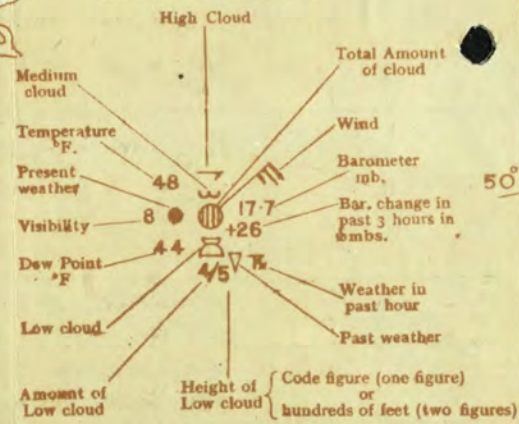 High Cloud
Total Amount
of cloud
Medium
cloud
Wind
Temperature
°F.
Barometer
mb.
Present
weather
48
50°
Visibility
8
17·7
+26
Bar. change in
past 3 hours in
mbs.
Dew Point
°F
44
4/5
Weather in
past hour
Low cloud
Past weather
Amount of
Low cloud
Height of
Low cloud
Code figure (one figure)
or
hundreds of feet (two figures)